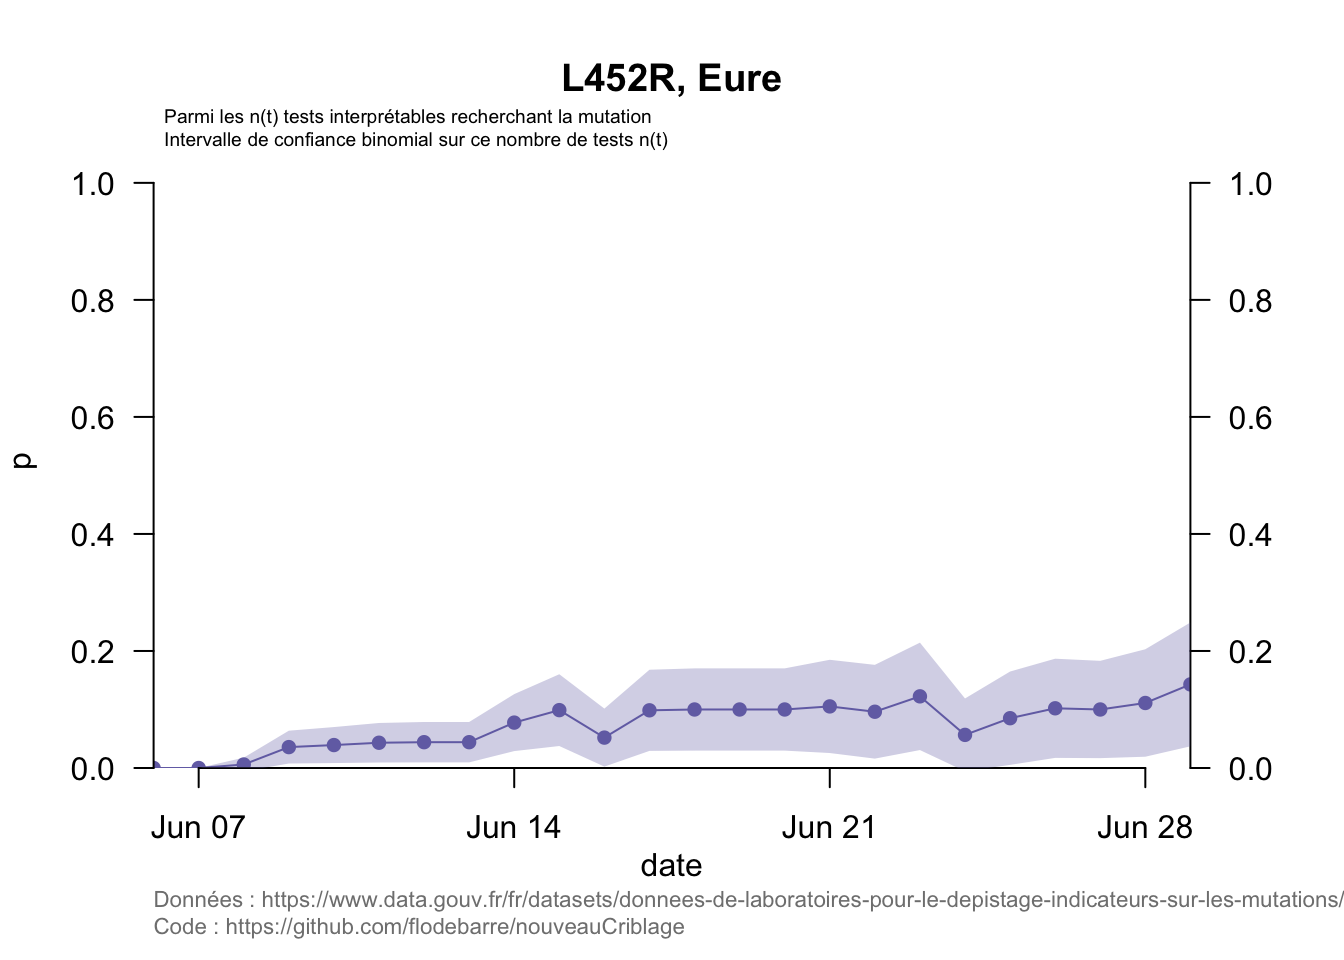 L452R, Eure
Parmi les n(t) tests interprétables recherchant la mutation
Intervalle de confiance binomial sur ce nombre de tests n(t)
1.0
0.8
0.6
0.4
0.2
0.0
p
1.0
0.8
0.6
0.4
0.2
0.0
Jun 07
Jun 14
Jun 21
Jun 28
date
Données : https://www.data.gouv.fr/fr/datasets/donnees-de-laboratoires-pour-le-depistage-indicateurs-sur-les-mutations/
Code : https://github.com/flodebarre/nouveauCriblage